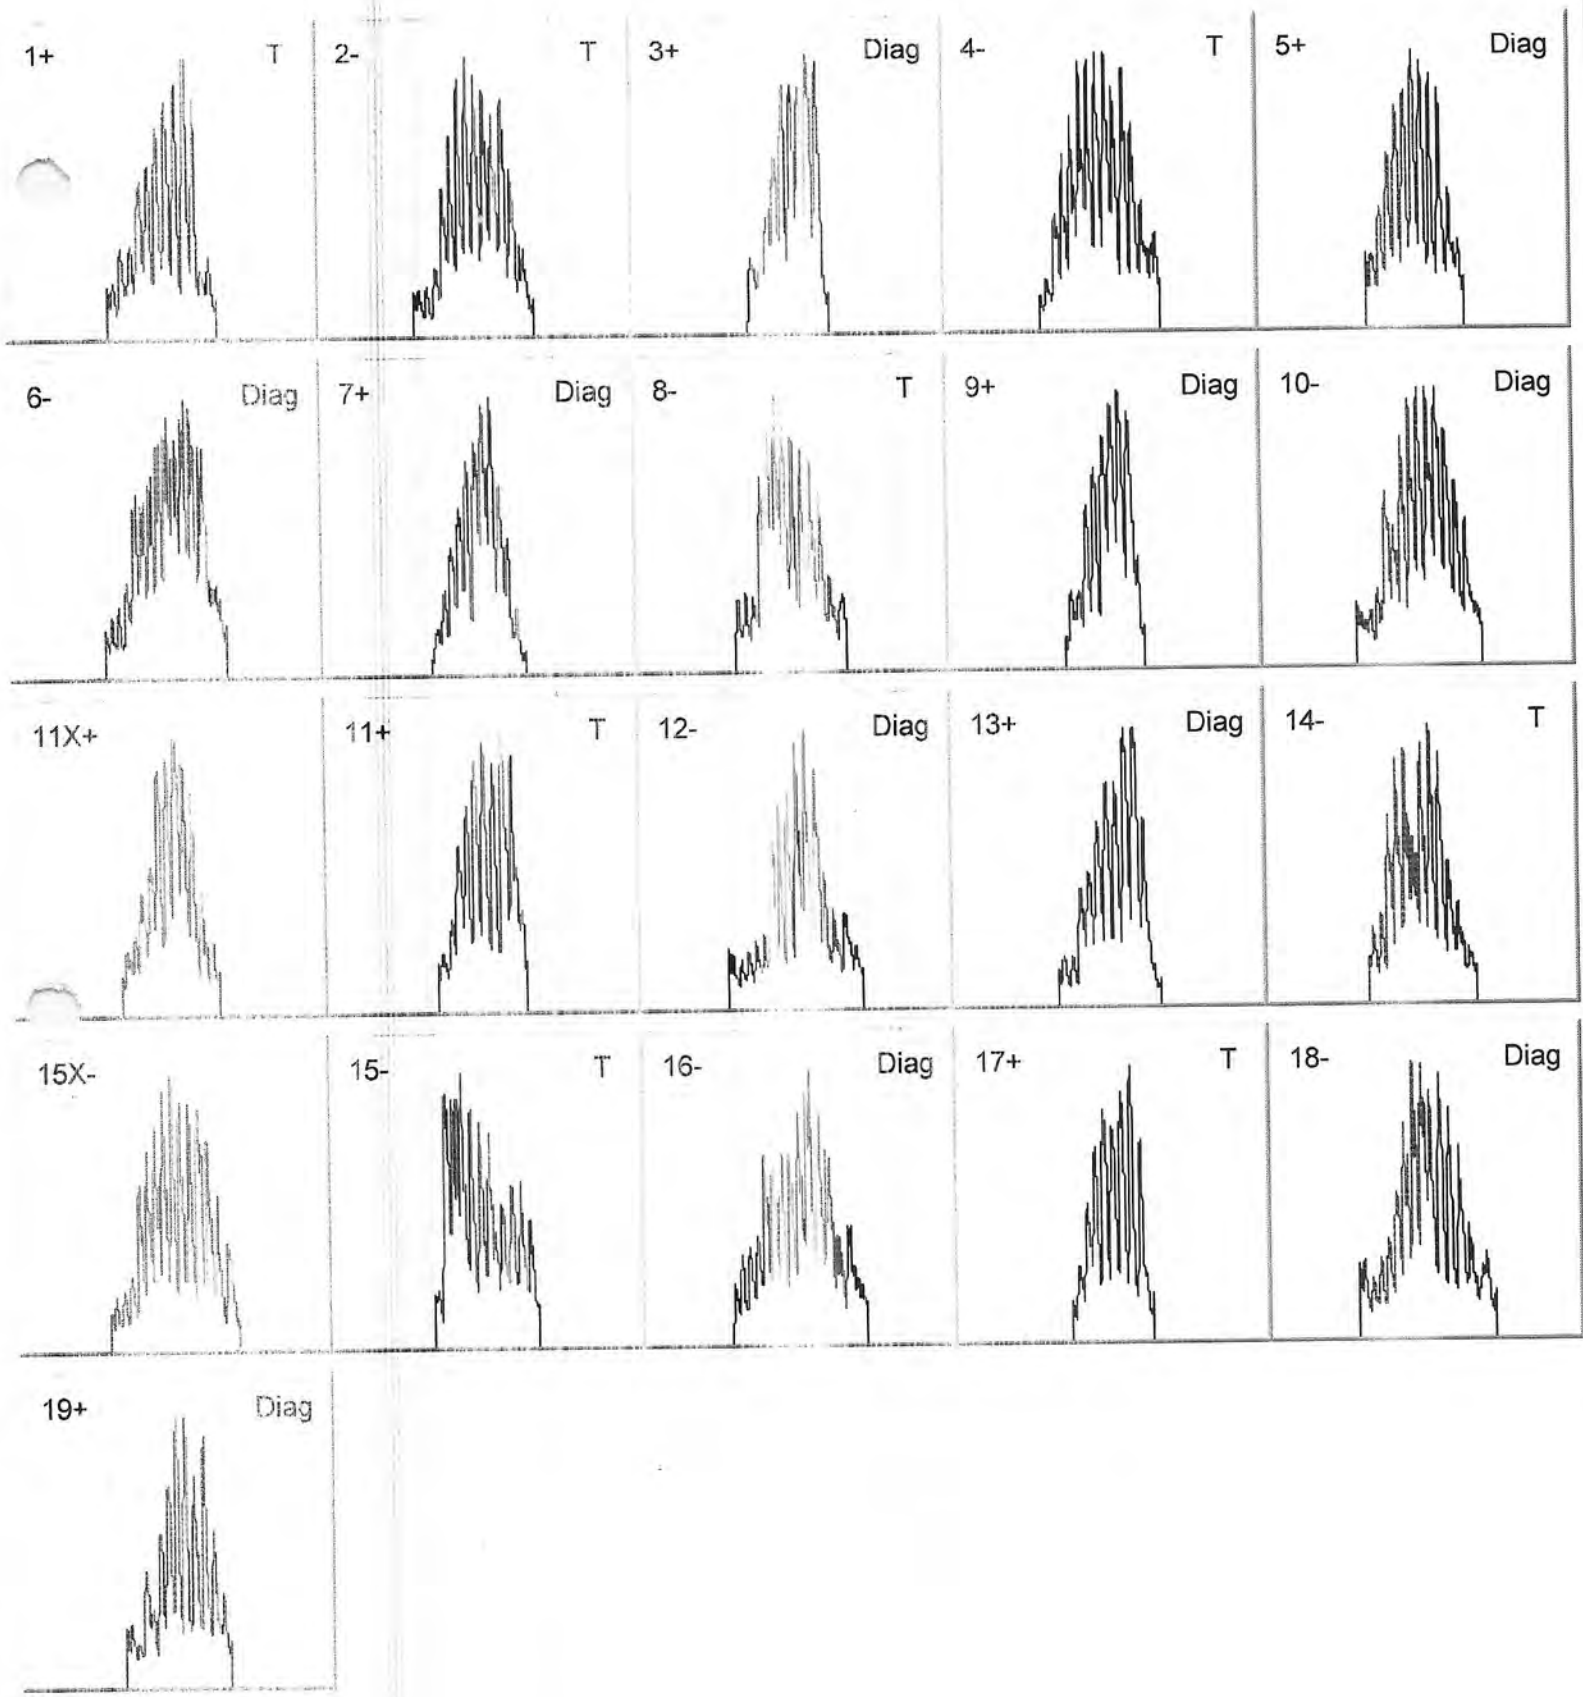 1+ T 2- T 3+ Diag 4- T 5+ Diag
6- Diag 7+ Diag 8- T 9+ Diag 10- Diag
11X+ 11+ T 12- Diag 13+ Diag 14- T
15X- 15- T 16- Diag 17+ T 18- Diag
19+ Diag